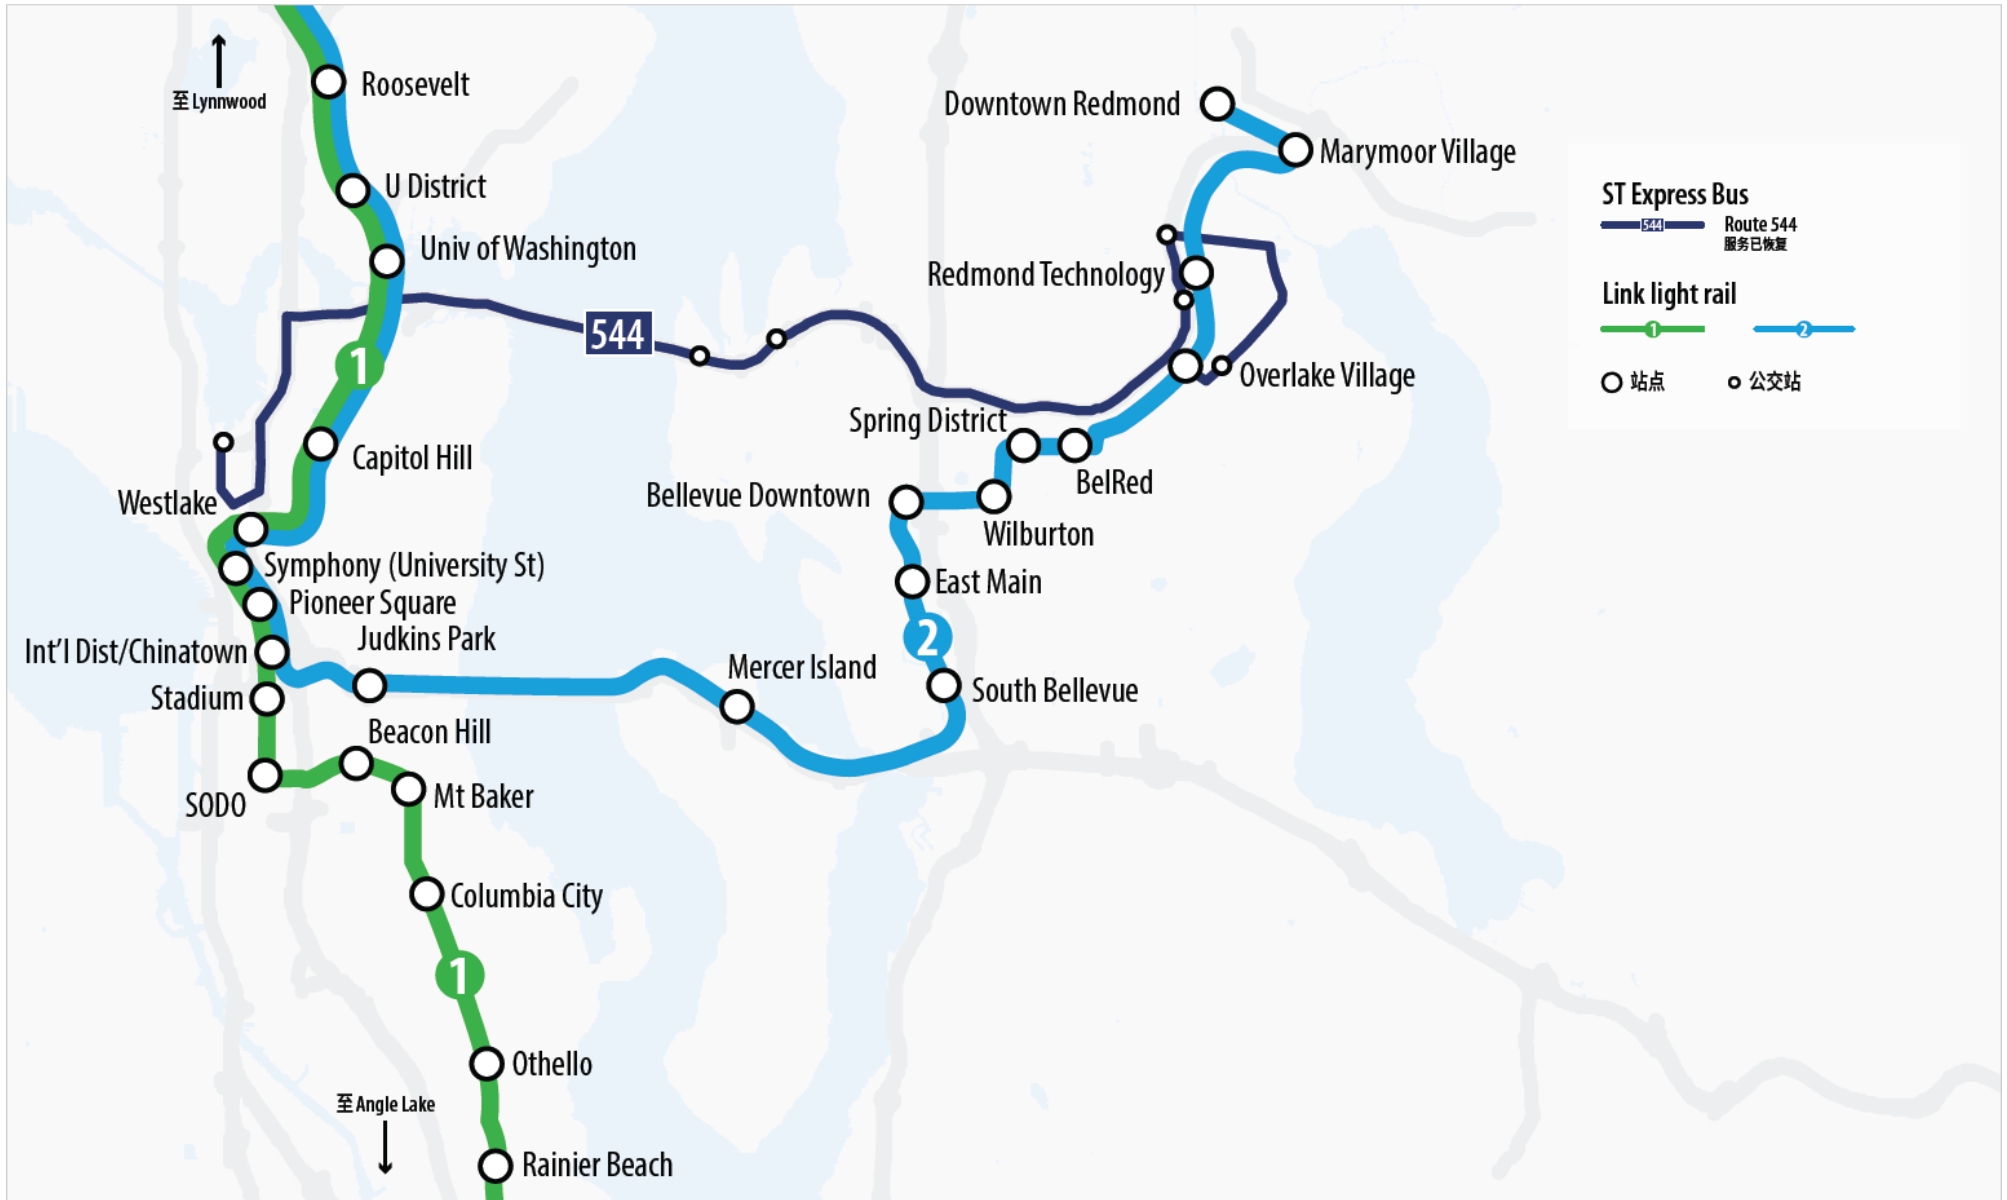 至 Lynnwood
Roosevelt
U District
Univ of Washington
544
1
Capitol Hill
Westlake
Symphony (University St)
Pioneer Square
Int'l Dist/Chinatown
Judkins Park
Stadium
Beacon Hill
SODO
Mt Baker
Columbia City
1
Othello
至 Angle Lake
Rainier Beach
Mercer Island
South Bellevue
2
East Main
Bellevue Downtown
Wilburton
Spring District
BelRed
Overlake Village
Redmond Technology
Marymoor Village
Downtown Redmond
ST Express Bus
544 Route 544
服务已恢复
Link light rail
1 2
站点 公交站